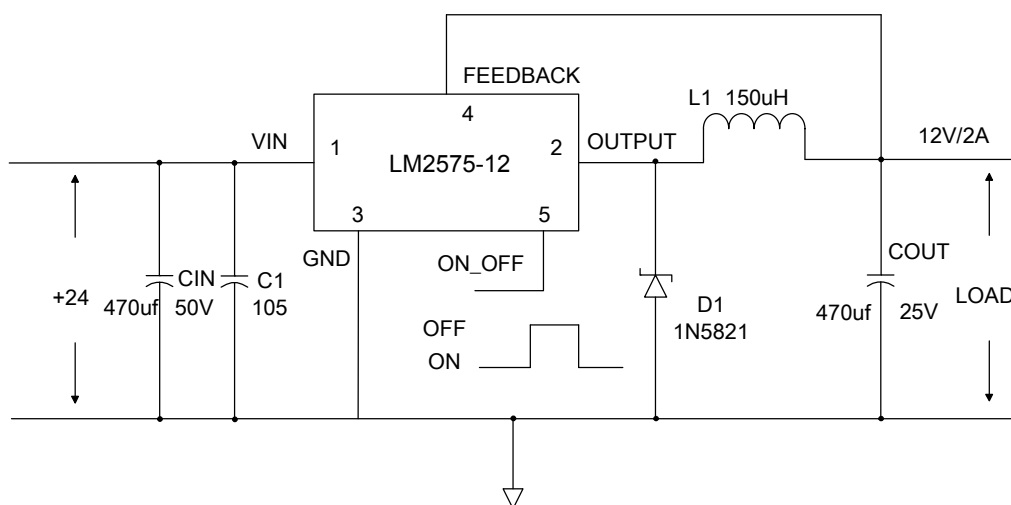 FEEDBACK
4
L1 150uH
VIN
1
LM2575-12
2
OUTPUT
12V/2A
3
5
GND
ON_OFF
COUT
+24
CIN
470uf 50V
C1
105
D1
1N5821
470uf 25V
LOAD
OFF
ON